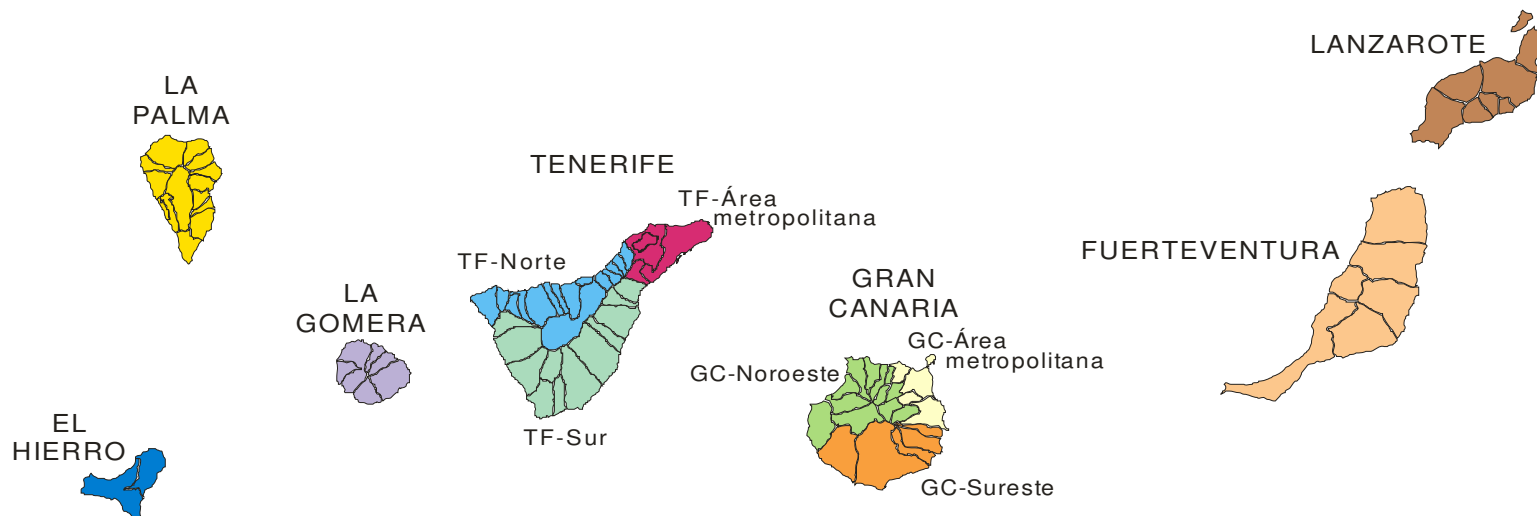 LANZAROTE
LA
PALMA
TENERIFE
TF-Área
metropolitana
FUERTEVENTURA
TF-Norte
GRAN
CANARIA
LA
GOMERA
GC-Área
metropolitana
GC-Noroeste
EL
HIERRO
TF-Sur
GC-Sureste